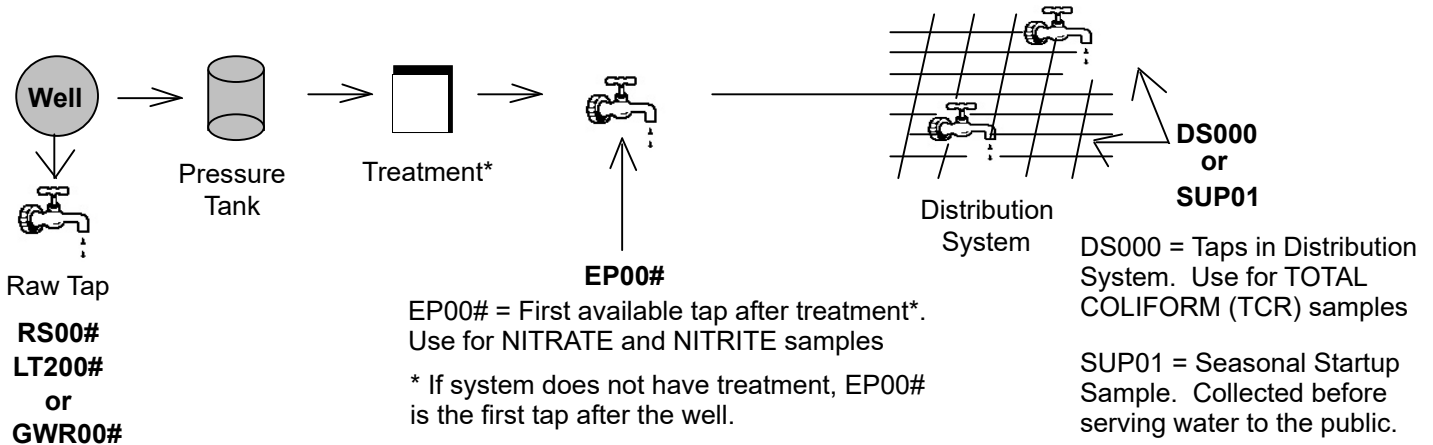 Well
Pressure
Tank
Treatment*
Raw Tap
RS00#
LT200#
or
GWR00#
EP00#
EP00# = First available tap after treatment*.
Use for NITRATE and NITRITE samples
* If system does not have treatment, EP00#
is the first tap after the well.
Distribution
System
DS000
or
SUP01
DS000 = Taps in Distribution
System. Use for TOTAL
COLIFORM (TCR) samples
SUP01 = Seasonal Startup
Sample. Collected before
serving water to the public.